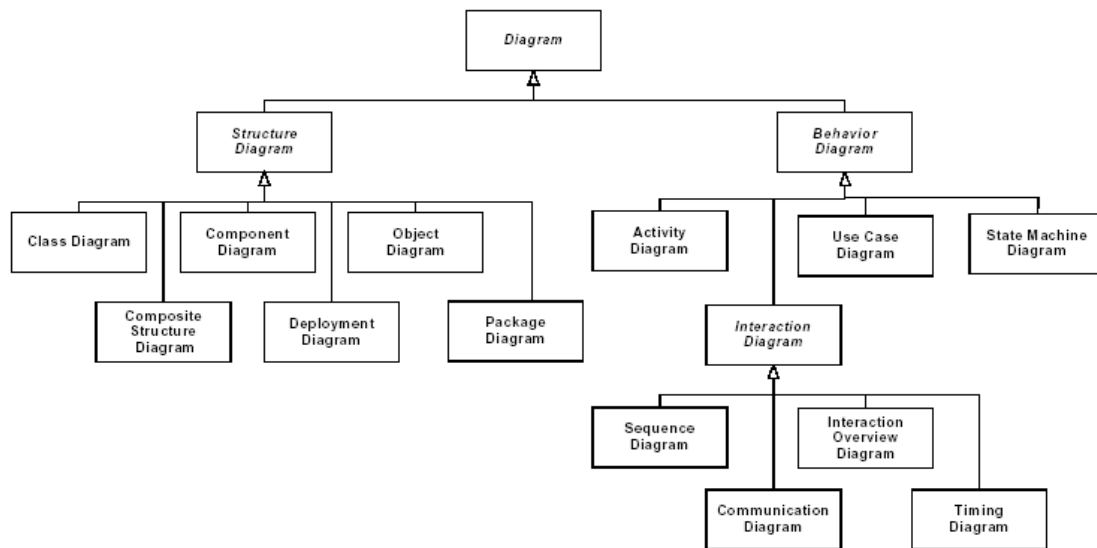 Diagram
Structure
Diagram
Behavior
Diagram
Class Diagram
Component
Diagram
Object
Diagram
Activity
Diagram
Use Case
Diagram
State Machine
Diagram
Composite
Structure
Diagram
Deployment
Diagram
Package
Diagram
Interaction
Diagram
Sequence
Diagram
Interaction
Overview
Diagram
Communication
Diagram
Timing
Diagram